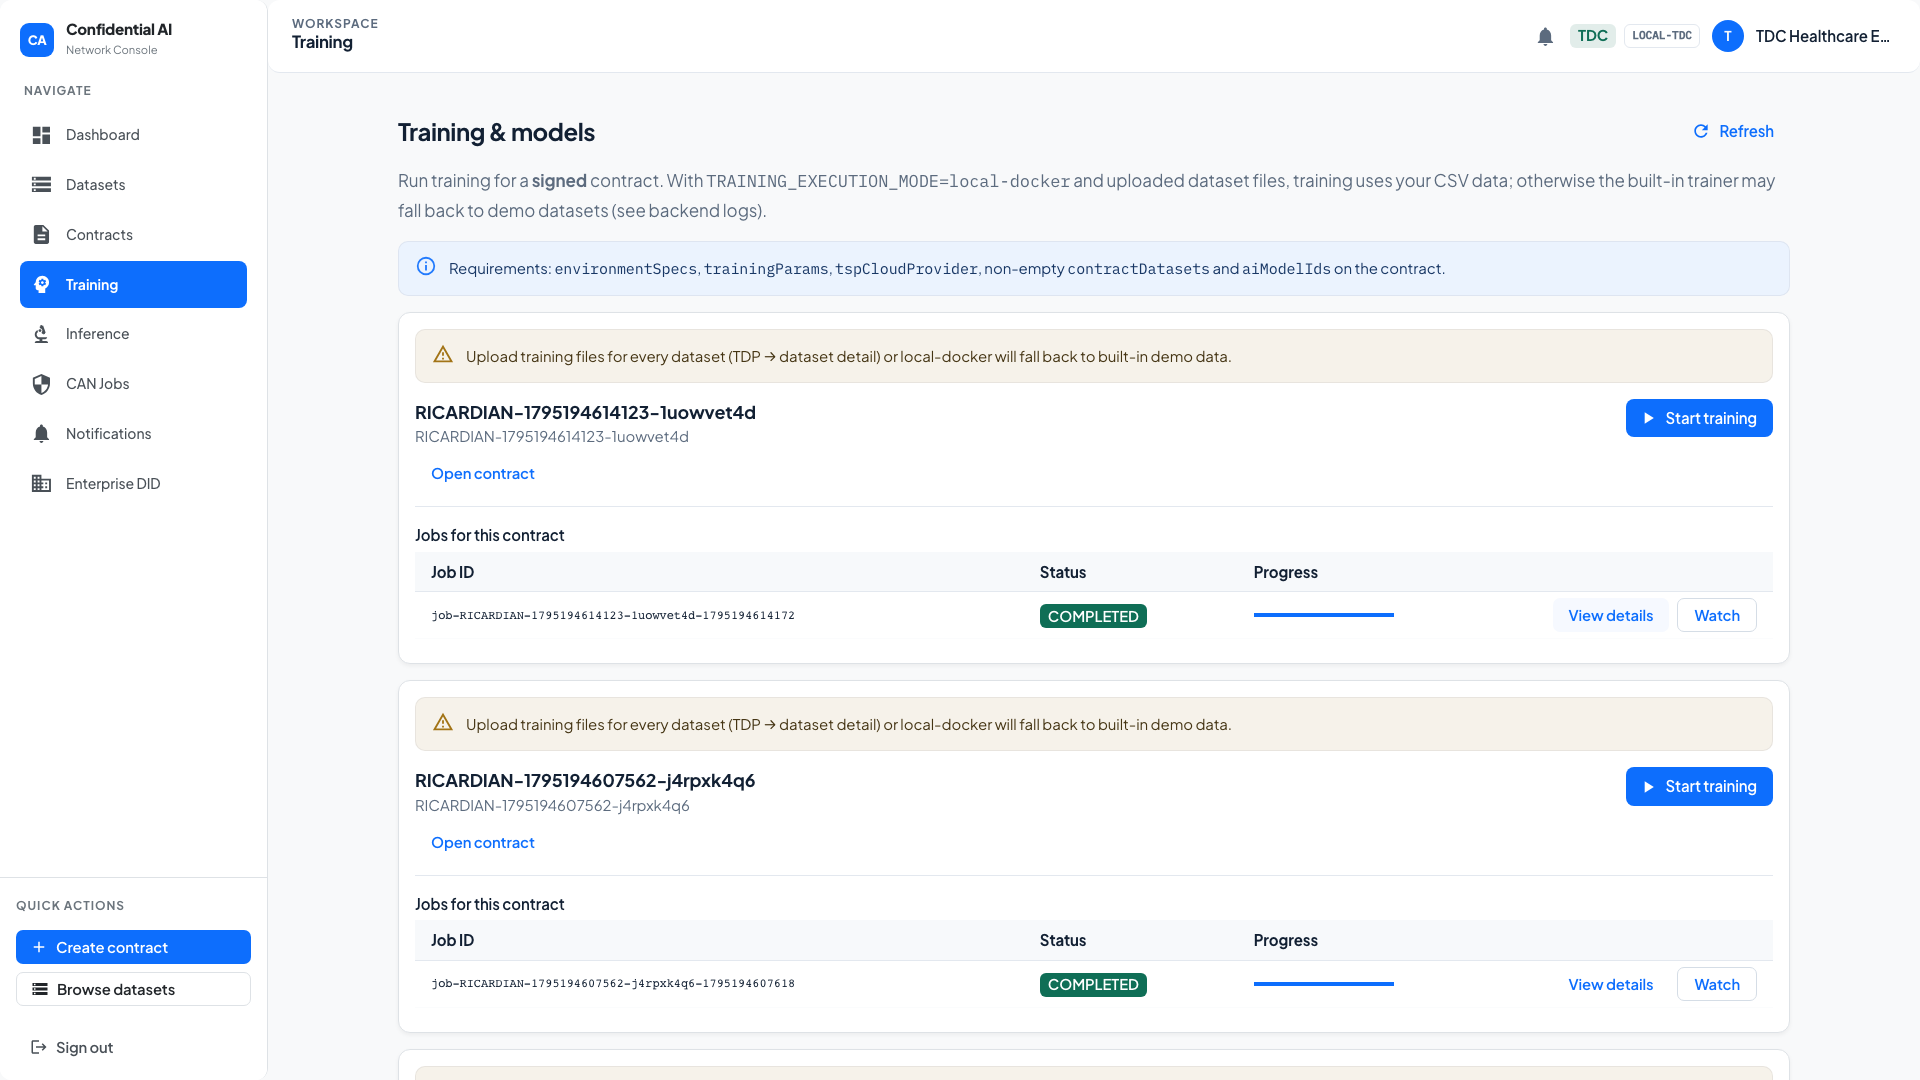 CA
Confidential AI
Network Console
NAVIGATE
Dashboard
Datasets
Contracts
Training
Inference
CAN Jobs
Notifications
Enterprise DID
QUICK ACTIONS
Create contract
Browse datasets
Sign out
WORKSPACE
Training
TDC
LOCAL-TDC
T
TDC Healthcare E...
Training & models
Refresh
Run training for a signed contract. With TRAINING_EXECUTION_MODE=local-docker and uploaded dataset files, training uses your CSV data; otherwise the built-in trainer may
fall back to demo datasets (see backend logs).
Requirements: environmentSpecs, trainingParams, tspCloudProvider, non-empty contractDatasets and aiModelIds on the contract.
Upload training files for every dataset (TDP → dataset detail) or local-docker will fall back to built-in demo data.
RICARDIAN-1795194614123-1uowvet4d
RICARDIAN-1795194614123-1uowvet4d
Start training
Open contract
Jobs for this contract
Job ID Status Progress
job-RICARDIAN-1795194614123-1uowvet4d-1795194614172 COMPLETED View details Watch
Upload training files for every dataset (TDP → dataset detail) or local-docker will fall back to built-in demo data.
RICARDIAN-1795194607562-j4rpxk4q6
RICARDIAN-1795194607562-j4rpxk4q6
Start training
Open contract
Jobs for this contract
Job ID Status Progress
job-RICARDIAN-1795194607562-j4rpxk4q6-1795194607618 COMPLETED View details Watch